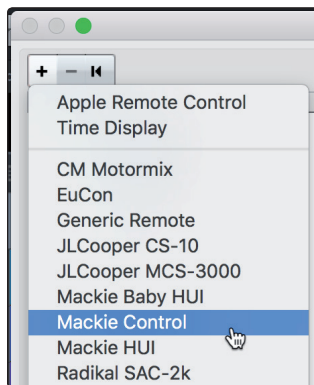 Apple Remote Control
Time Display
CM Motormix
EuCon
Generic Remote
JLCooper CS-10
JLCooper MCS-3000
Mackie Baby HUI
Mackie Control
Mackie HUI
Radikal SAC-2k